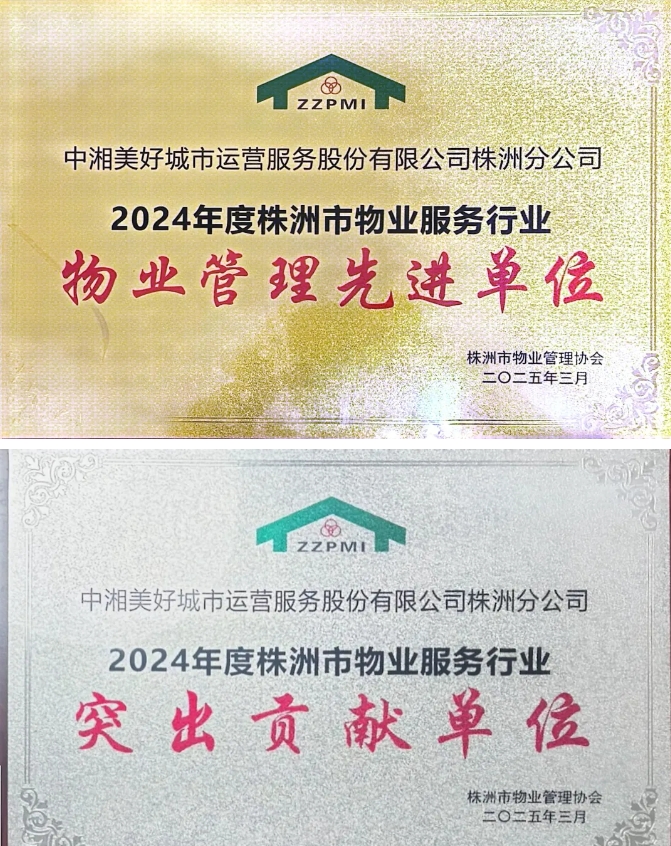 ZZPMI
中湘美好城市运营服务股份有限公司株洲分公司
2024年度株洲市物业服务行业
物业管理先进单位
株洲市物业管理协会
二〇二五年三月
ZZPMI
中湘美好城市运营服务股份有限公司株洲分公司
2024年度株洲市物业服务行业
突出贡献单位
株洲市物业管理协会
二〇二五年三月